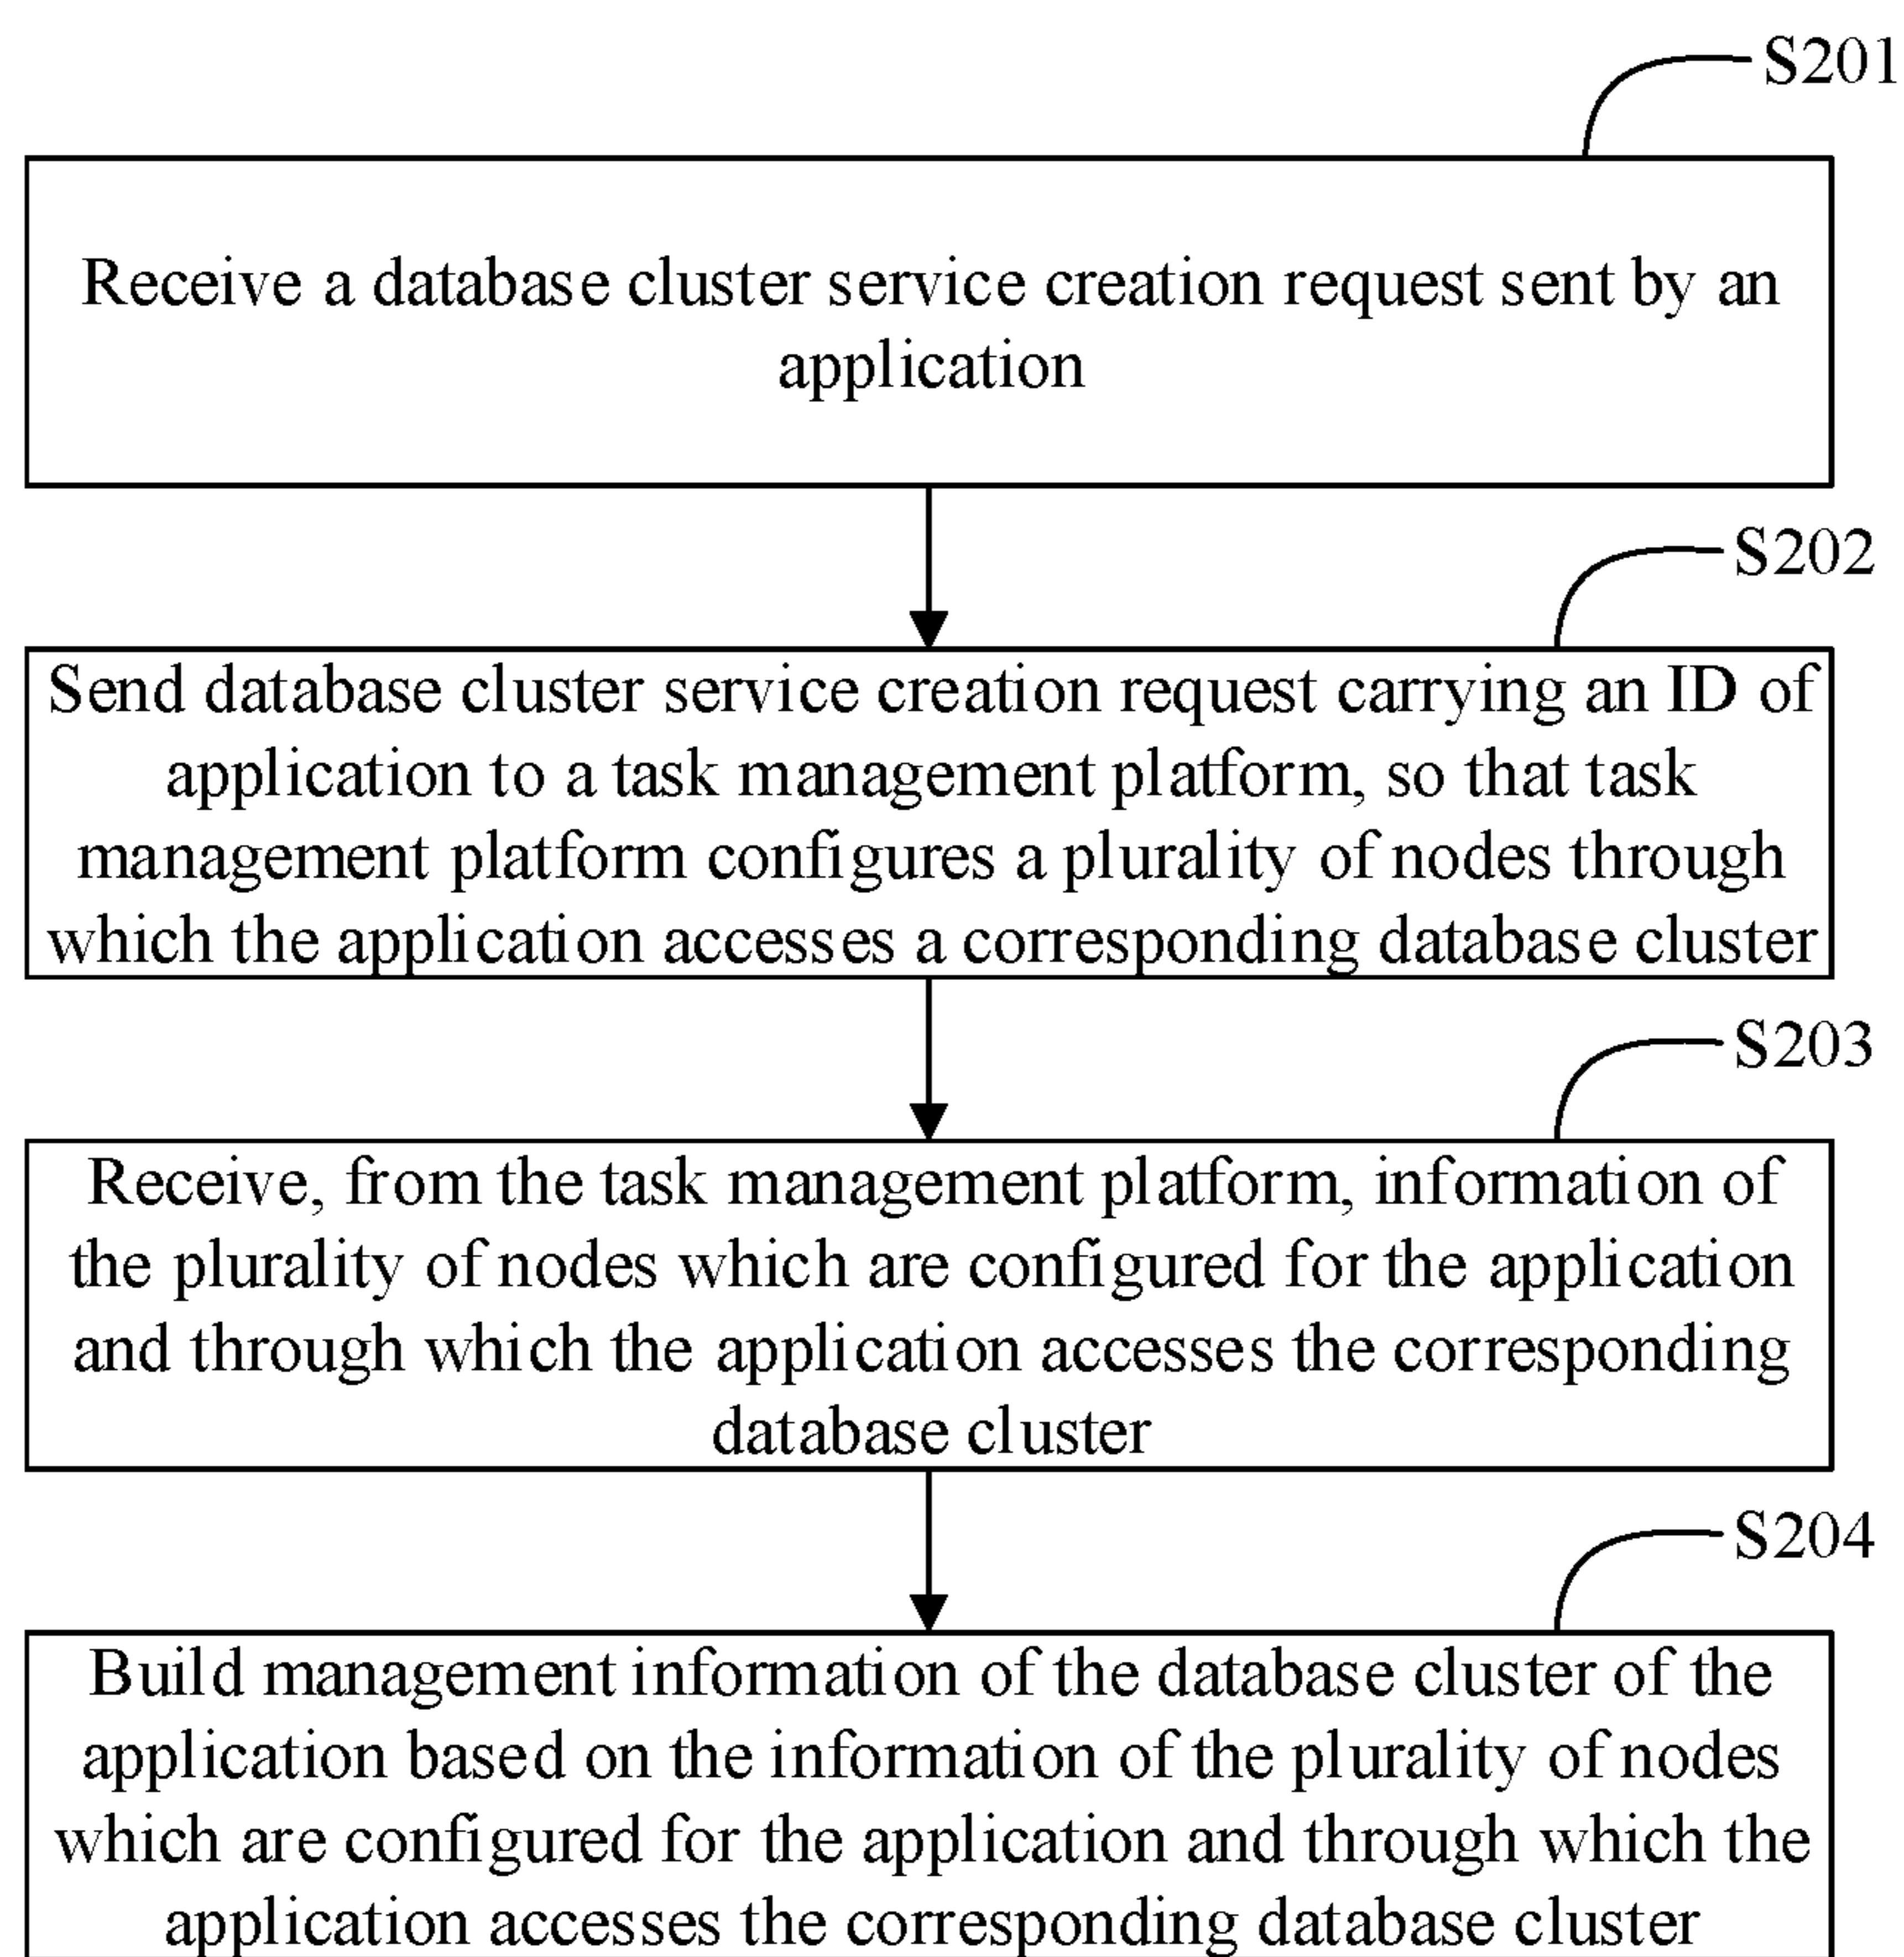 S201
Receive a database cluster service creation request sent by an
application
S202
Send database cluster service creation request carrying an ID of
application to a task management platform, so that task
management platform configures a plurality of nodes through
which the application accesses a corresponding database cluster
S203
Receive, from the task management platform, information of
the plurality of nodes which are configured for the application
and through which the application accesses the corresponding
database cluster
S204
Build management information of the database cluster of the
application based on the information of the plurality of nodes
which are configured for the application and through which the
application accesses the corresponding database cluster